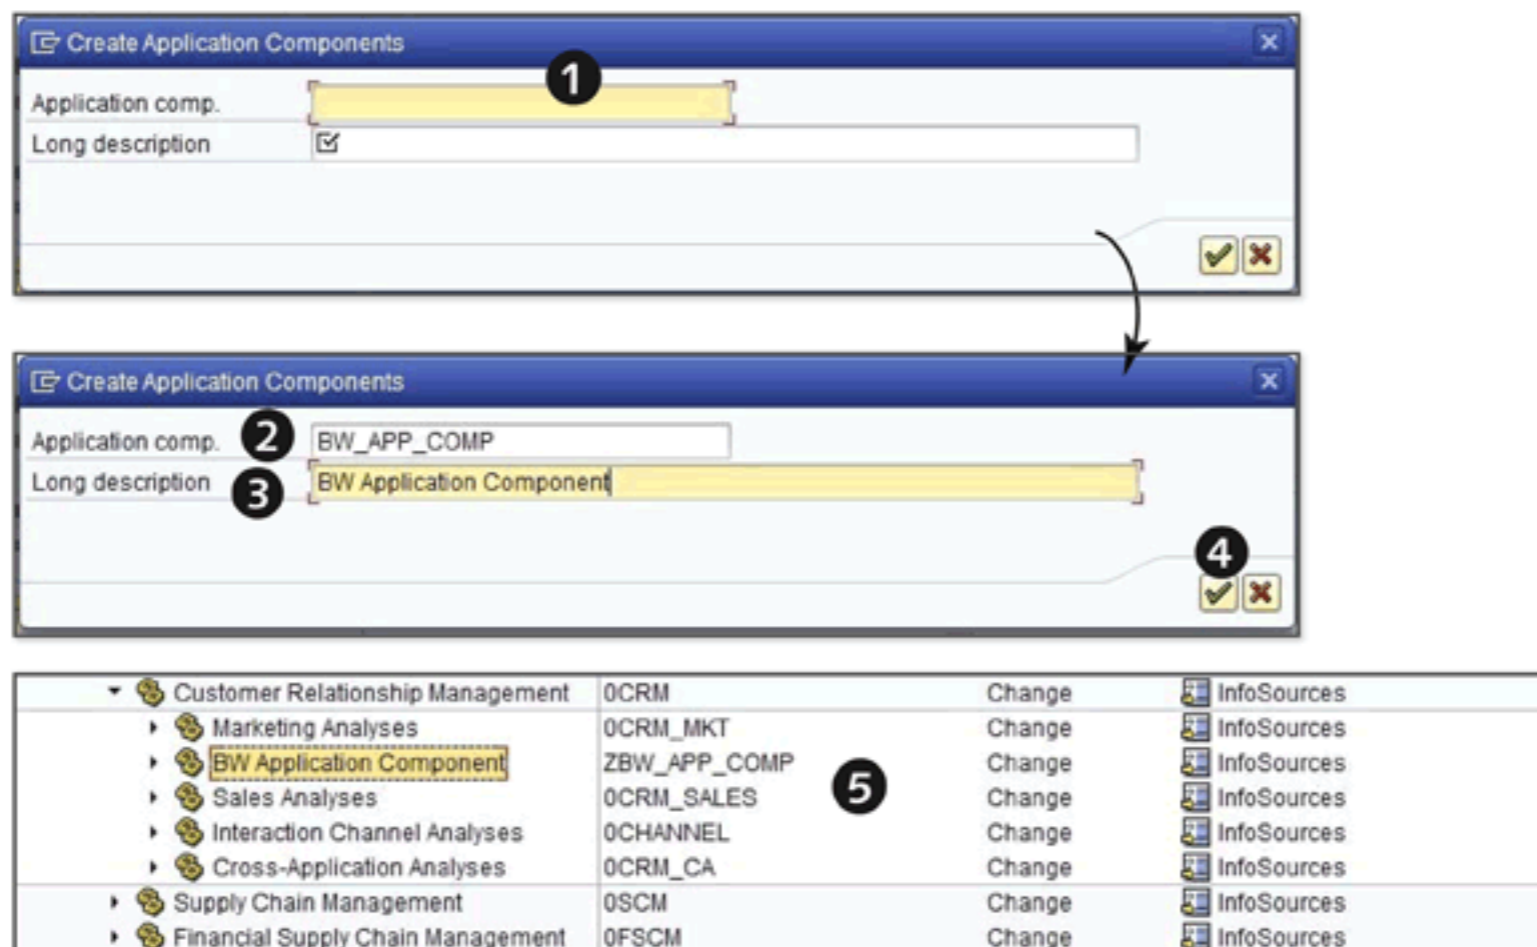 Create Application Components
1
Application comp.
Long description
Create Application Components
Application comp. 2 BW_APP_COMP
Long description 3 BW Application Component
4
Customer Relationship Management 0CRM Change InfoSources
Marketing Analyses 0CRM_MKT Change InfoSources
BW Application Component ZBW_APP_COMP Change InfoSources
5
Sales Analyses 0CRM_SALES Change InfoSources
Interaction Channel Analyses 0CHANNEL Change InfoSources
Cross-Application Analyses 0CRM_CA Change InfoSources
Supply Chain Management 0SCM Change InfoSources
Financial Supply Chain Management 0FSCM Change InfoSources